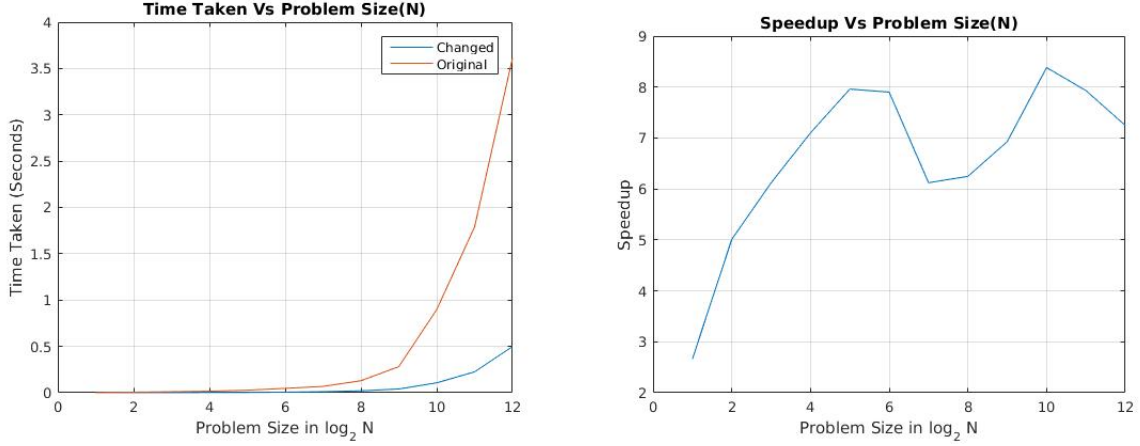 Time Taken Vs Problem Size(N)
4
3.5
3
2.5
2
1.5
1
0.5
0
Time Taken (Seconds)
Changed
Original
0 2 4 6 8 10 12
Problem Size in log2 N
Speedup Vs Problem Size(N)
9
8
7
6
5
4
3
2
Speedup
0 2 4 6 8 10 12
Problem Size in log2 N